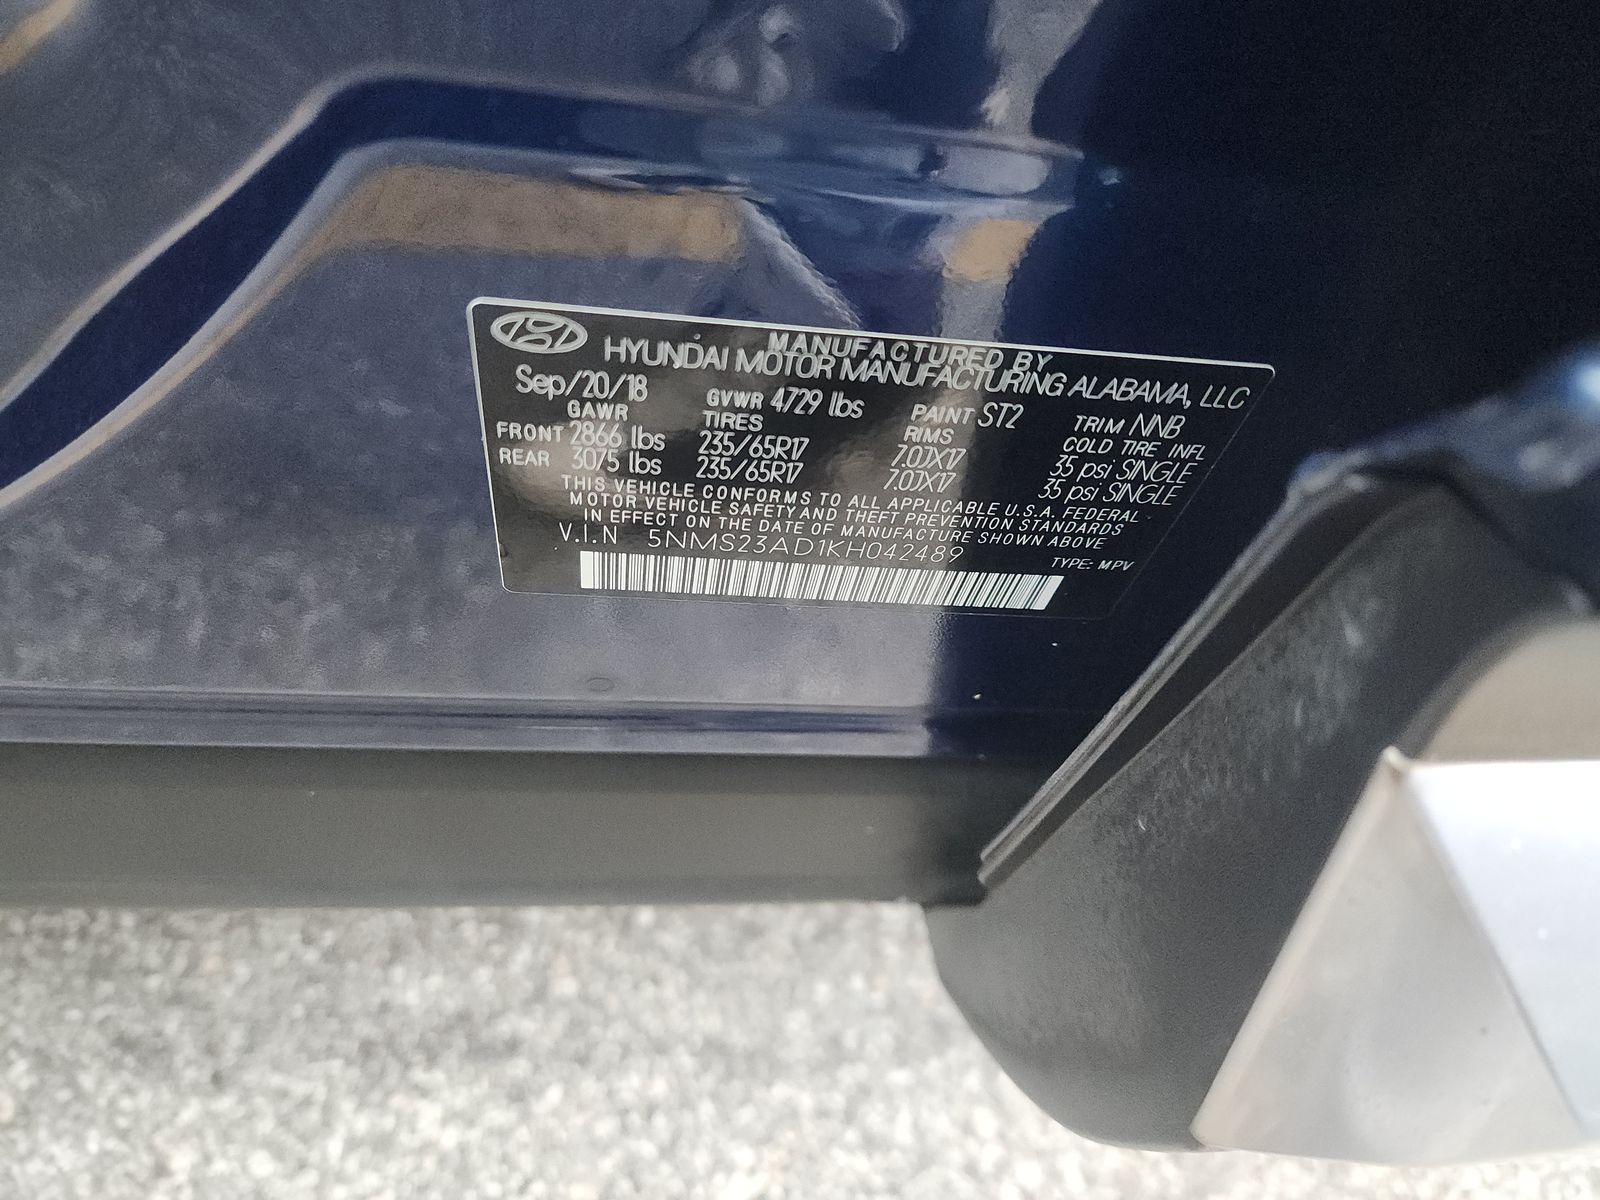 MANUFACTURED BY
HYUNDAI MOTOR MANUFACTURING ALABAMA, LLC
Sep/20/18 GVWR 4729 lbs PAINT ST2 TRIM NNB
GAWR TIRES RIMS COLD TIRE INFL
FRONT 2866 lbs 235/65R17 7.0JX17 35 psi SINGLE
REAR 3075 lbs 235/65R17 7.0JX17 35 psi SINGLE
THIS VEHICLE CONFORMS TO ALL APPLICABLE U.S.A. FEDERAL
MOTOR VEHICLE SAFETY AND THEFT PREVENTION STANDARDS
IN EFFECT ON THE DATE OF MANUFACTURE SHOWN ABOVE
V.I.N 5NMS23AD1KH042489 TYPE: MPV